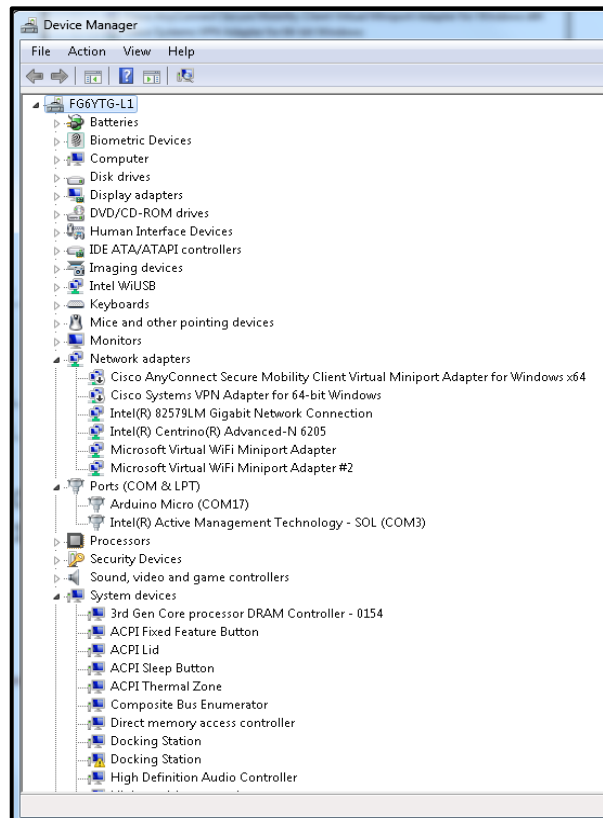 Device Manager
File Action View Help
FG6YTG-L1
Batteries
Biometric Devices
Computer
Disk drives
Display adapters
DVD/CD-ROM drives
Human Interface Devices
IDE ATA/ATAPI controllers
Imaging devices
Intel WiUSB
Keyboards
Mice and other pointing devices
Monitors
Network adapters
Cisco AnyConnect Secure Mobility Client Virtual Miniport Adapter for Windows x64
Cisco Systems VPN Adapter for 64-bit Windows
Intel(R) 82579LM Gigabit Network Connection
Intel(R) Centrino(R) Advanced-N 6205
Microsoft Virtual WiFi Miniport Adapter
Microsoft Virtual WiFi Miniport Adapter #2
Ports (COM & LPT)
Arduino Micro (COM17)
Intel(R) Active Management Technology - SOL (COM3)
Processors
Security Devices
Sound, video and game controllers
System devices
3rd Gen Core processor DRAM Controller - 0154
ACPI Fixed Feature Button
ACPI Lid
ACPI Sleep Button
ACPI Thermal Zone
Composite Bus Enumerator
Direct memory access controller
Docking Station
Docking Station
High Definition Audio Controller